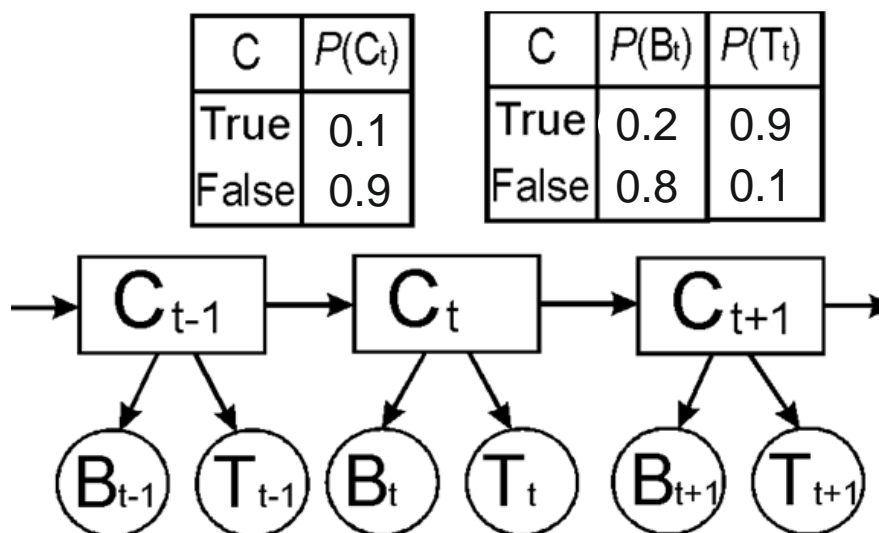 C P(Ct) C P(Bt) P(Tt)
True 0.1 True 0.2 0.9
False 0.9 False 0.8 0.1
Ct-1 Ct Ct+1
Bt-1 Tt-1 Bt Tt Bt+1 Tt+1